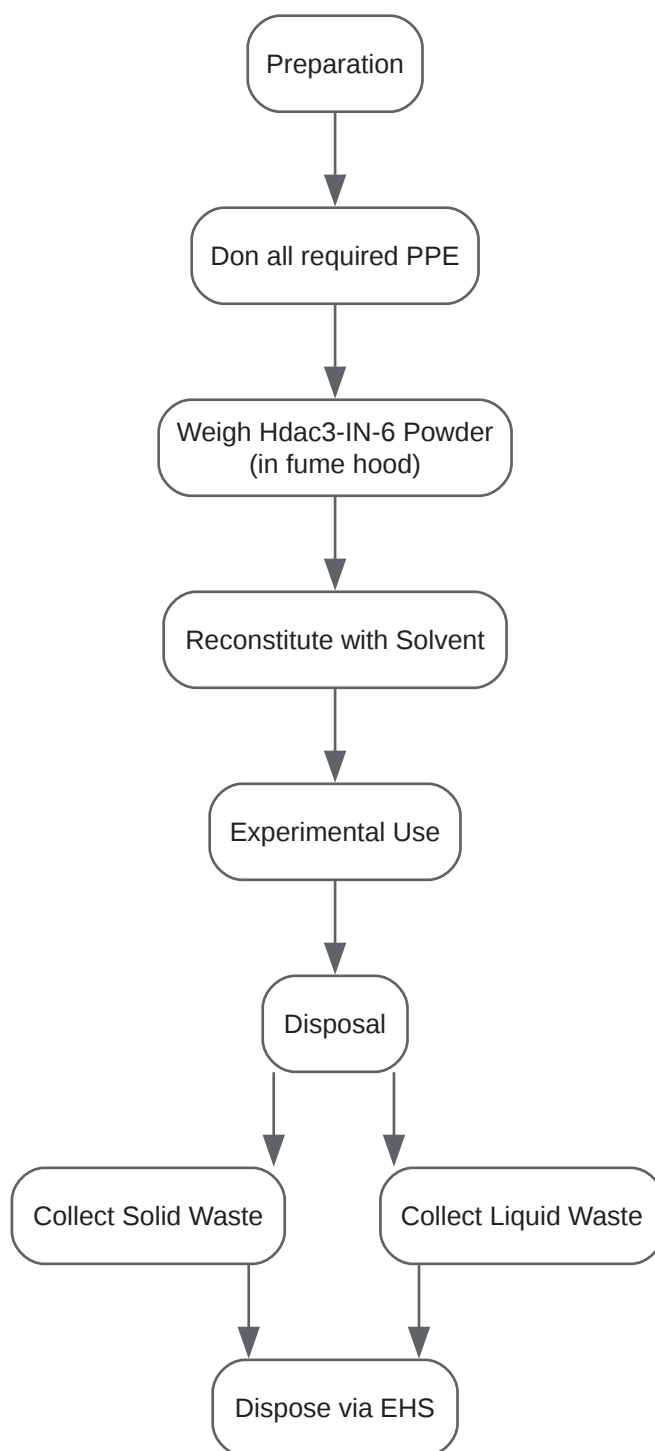 Preparation
Don all required PPE
Weigh Hdac3-IN-6 Powder
(in fume hood)
Reconstitute with Solvent
Experimental Use
Disposal
Collect Solid Waste
Collect Liquid Waste
Dispose via EHS